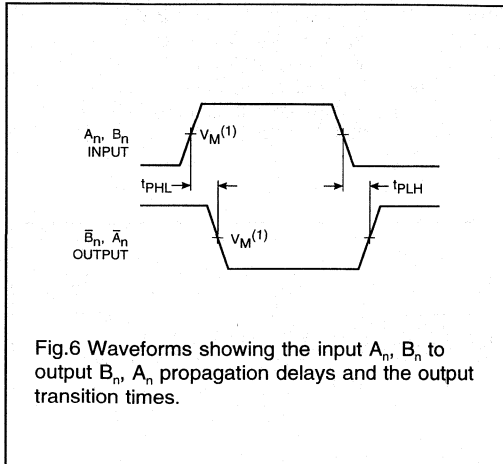 Aₙ, Bₙ
INPUT
V_M(1)
t_PHL
t_PLH
B̅ₙ, A̅ₙ
OUTPUT
V_M(1)
Fig.6 Waveforms showing the input Aₙ, Bₙ to
output Bₙ, Aₙ propagation delays and the output
transition times.